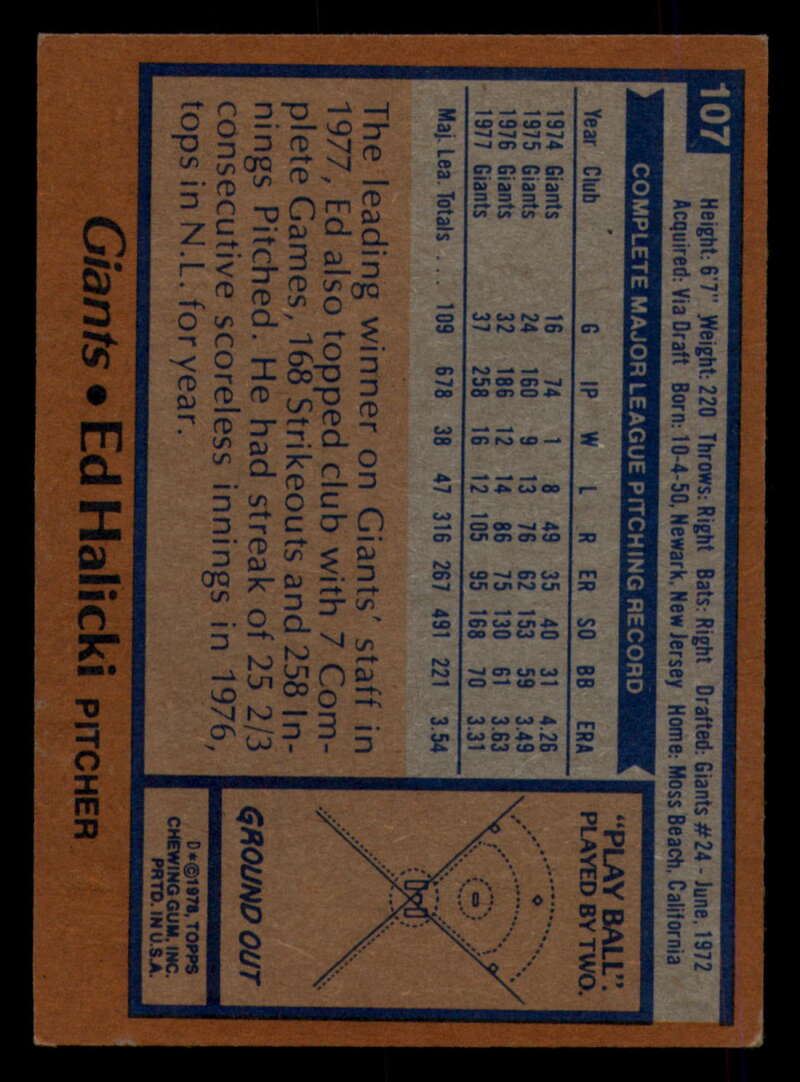 107
Height: 6'7" Weight: 220 Throws: Right Bats: Right Drafted: Giants #24 - June, 1972
Acquired: Via Draft Born: 10-4-50, Newark, New Jersey Home: Moss Beach, California
COMPLETE MAJOR LEAGUE PITCHING RECORD
Year Club G IP W L R ER SO BB ERA
1974 Giants 16 74 1 8 49 35 40 31 4.26
1975 Giants 24 160 9 13 76 62 153 59 3.49
1976 Giants 32 186 12 14 86 75 130 61 3.63
1977 Giants 37 258 16 12 105 95 168 70 3.31
Maj. Lea. Totals . . . 109 678 38 47 316 267 491 221 3.54
The leading winner on Giants' staff in
1977, Ed also topped club with 7 Com-
plete Games, 168 Strikeouts and 258 In-
nings Pitched. He had streak of 25 2/3
consecutive scoreless innings in 1976,
tops in N.L. for year.
"PLAY BALL".
PLAYED BY TWO.
GROUND OUT
D*©1978, TOPPS
CHEWING GUM, INC.
PRTD. IN U.S.A.
Giants • Ed Halicki PITCHER